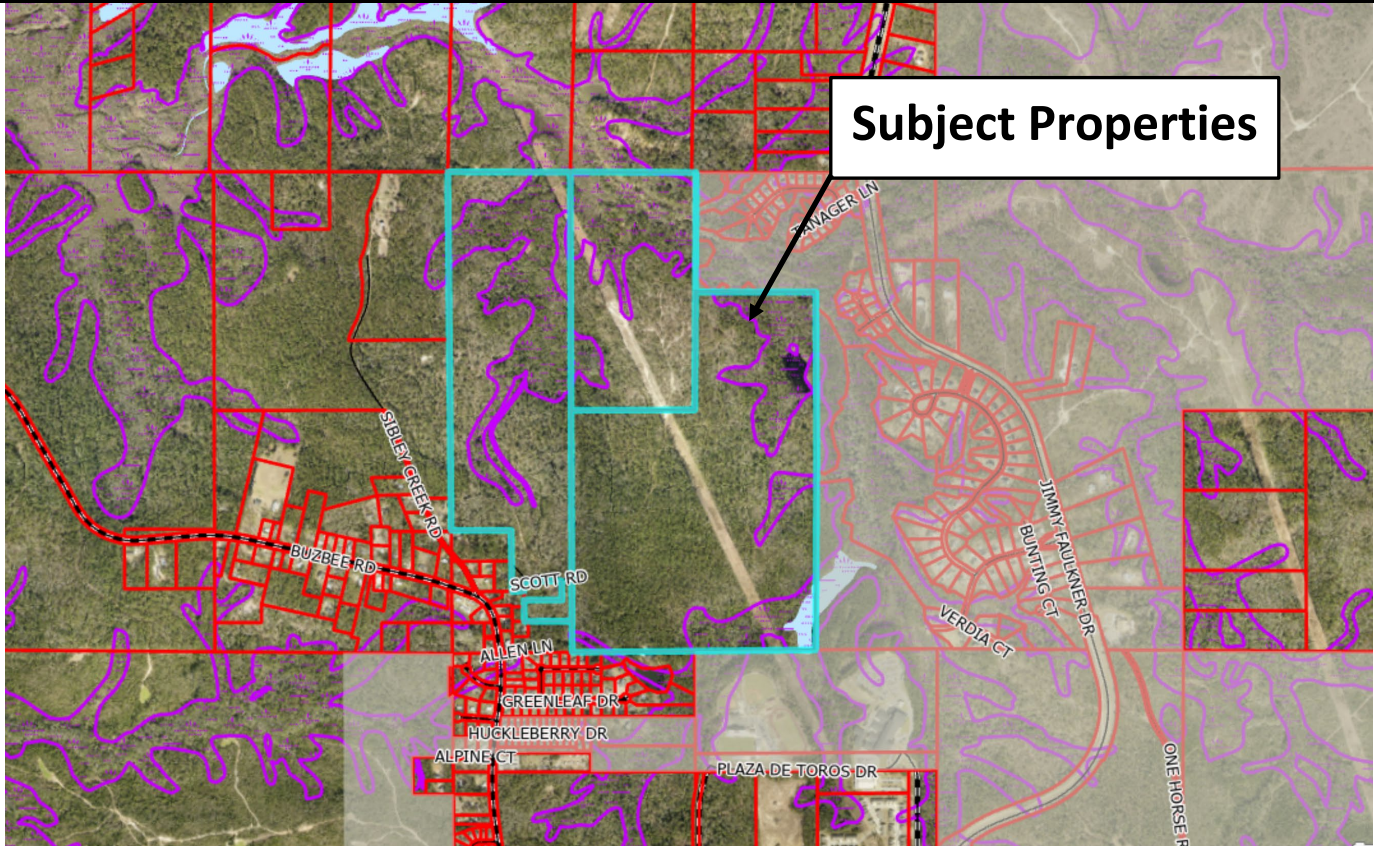 Subject Properties
TANAGER LN
SIBLEY CREEK RD
JIMMY FAULKNER DR
BUNTING CT
BUZBEE RD
SCOTT RD
VERDIA CT
ALLEN LN
GREENLEAF DR
HUCKLEBERRY DR
ALPINE CT
PLAZA DE TOROS DR
ONE HORSE R